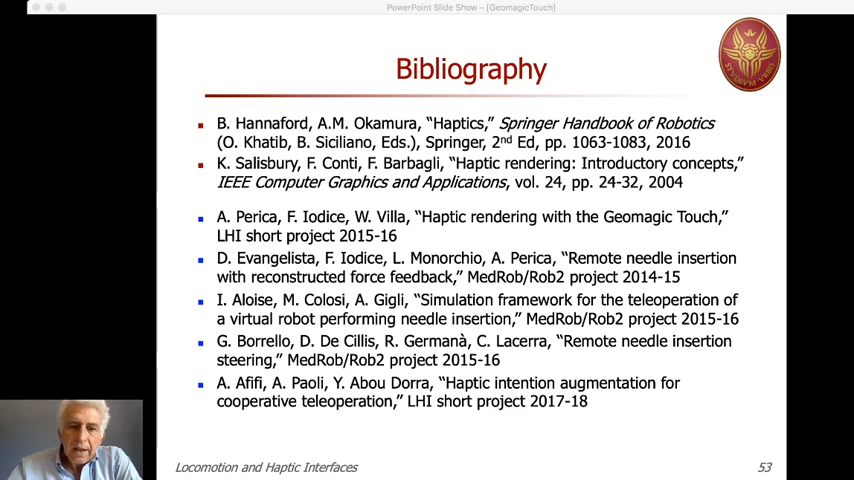 PowerPoint Slide Show – [GeomagicTouch]
Bibliography
STVDIVM VRBIS
B. Hannaford, A.M. Okamura, “Haptics,” Springer Handbook of Robotics
(O. Khatib, B. Siciliano, Eds.), Springer, 2nd Ed, pp. 1063-1083, 2016
K. Salisbury, F. Conti, F. Barbagli, “Haptic rendering: Introductory concepts,”
IEEE Computer Graphics and Applications, vol. 24, pp. 24-32, 2004
A. Perica, F. Iodice, W. Villa, “Haptic rendering with the Geomagic Touch,”
LHI short project 2015-16
D. Evangelista, F. Iodice, L. Monorchio, A. Perica, “Remote needle insertion
with reconstructed force feedback,” MedRob/Rob2 project 2014-15
I. Aloise, M. Colosi, A. Gigli, “Simulation framework for the teleoperation of
a virtual robot performing needle insertion,” MedRob/Rob2 project 2015-16
G. Borrello, D. De Cillis, R. Germanà, C. Lacerra, “Remote needle insertion
steering,” MedRob/Rob2 project 2015-16
A. Afifi, A. Paoli, Y. Abou Dorra, “Haptic intention augmentation for
cooperative teleoperation,” LHI short project 2017-18
Locomotion and Haptic Interfaces
53